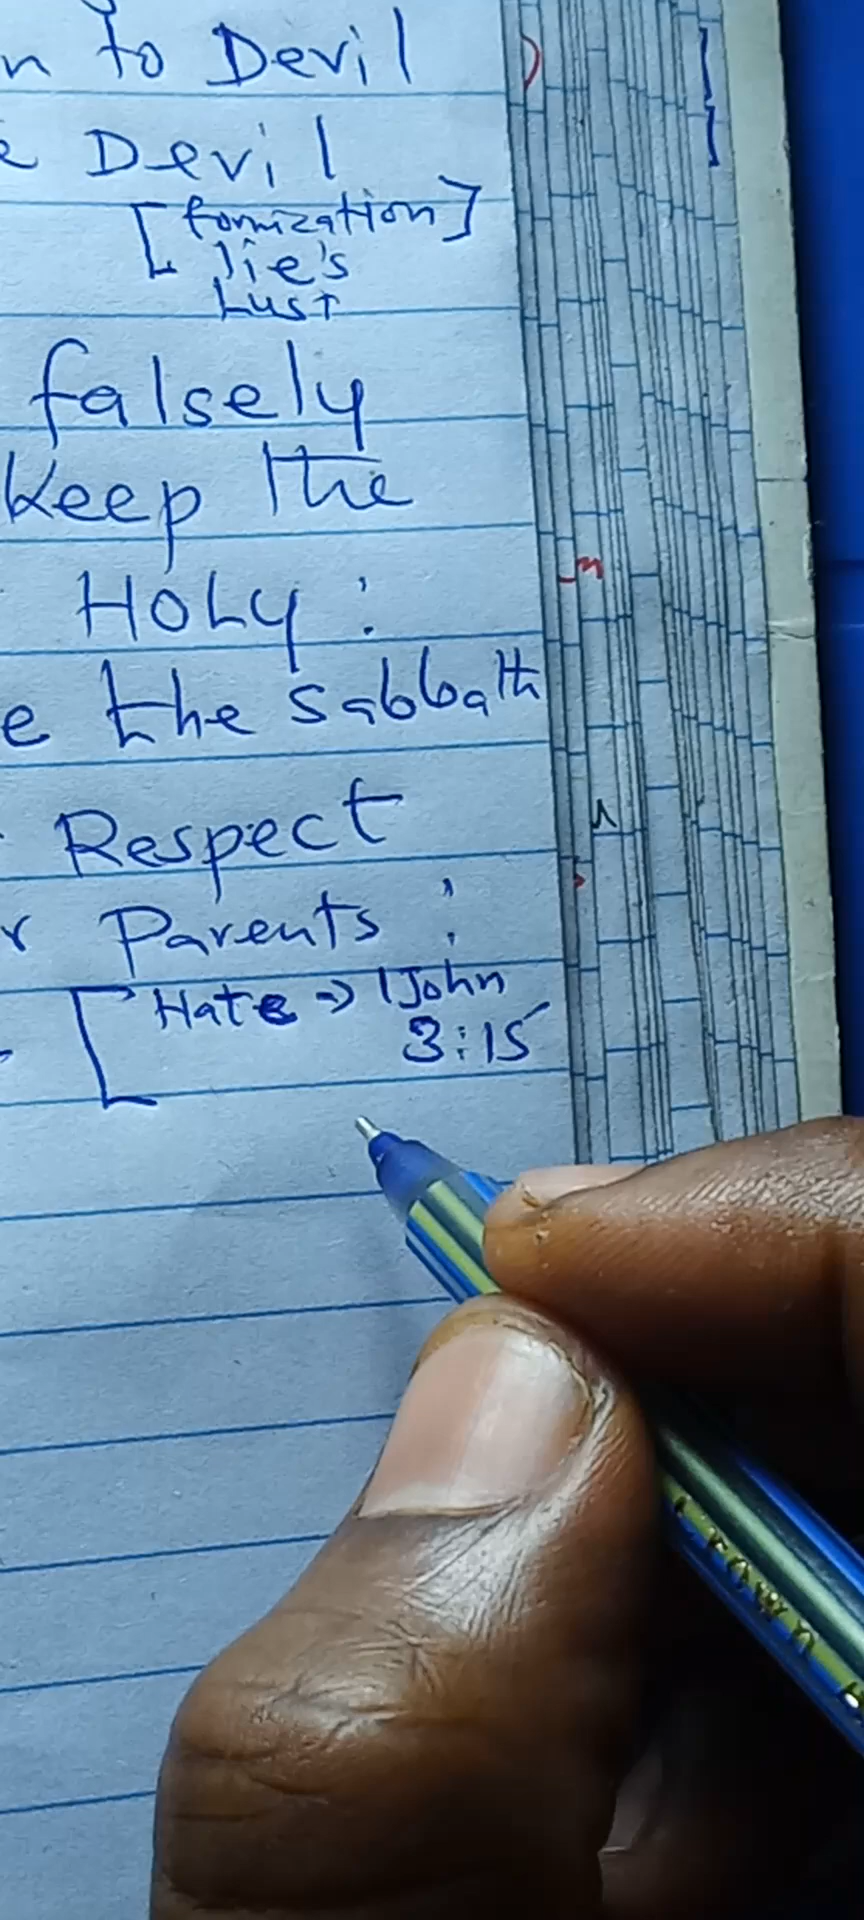 n to Devil
e Devil
[fornization]
[lie's
Lust
falsely
Keep the
Holy :
e the Sabbath
Respect
r Parents :
[Hate => 1John
3:15